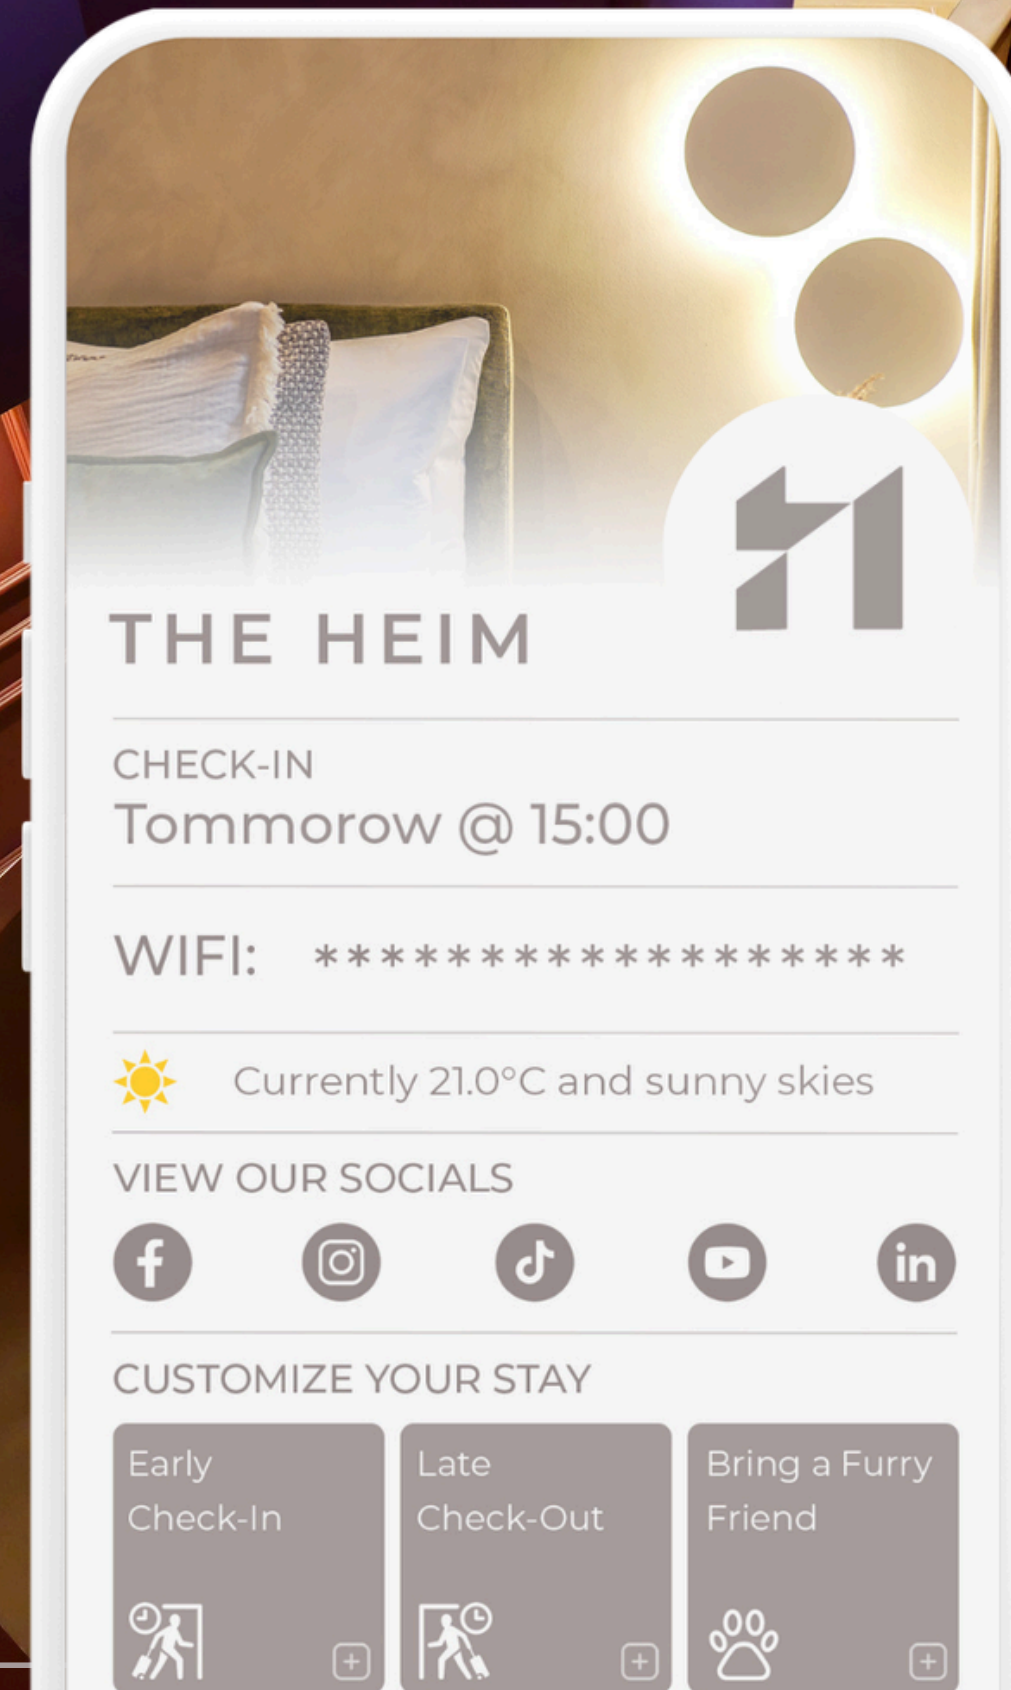 THE HEIM
CHECK-IN
Tommorow @ 15:00
WIFI: ******************
Currently 21.0°C and sunny skies
VIEW OUR SOCIALS
CUSTOMIZE YOUR STAY
Early
Check-In
Late
Check-Out
Bring a Furry
Friend